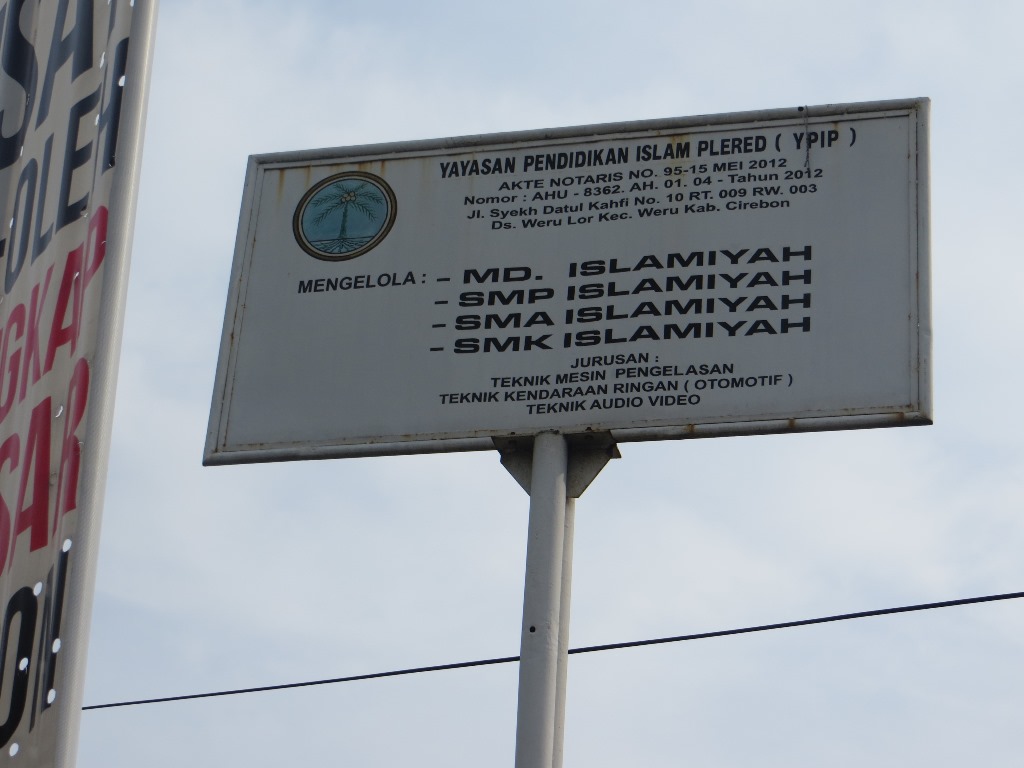 YAYASAN PENDIDIKAN ISLAM PLERED ( YPIP )
AKTE NOTARIS NO. 95-15 MEI 2012
Nomor : AHU - 8362. AH. 01. 04 - Tahun 2012
Jl. Syekh Datul Kahfi No. 10 RT. 009 RW. 003
Ds. Weru Lor Kec. Weru Kab. Cirebon
MENGELOLA : - MD. ISLAMIYAH
- SMP ISLAMIYAH
- SMA ISLAMIYAH
- SMK ISLAMIYAH
JURUSAN :
TEKNIK MESIN PENGELASAN
TEKNIK KENDARAAN RINGAN ( OTOMOTIF )
TEKNIK AUDIO VIDEO